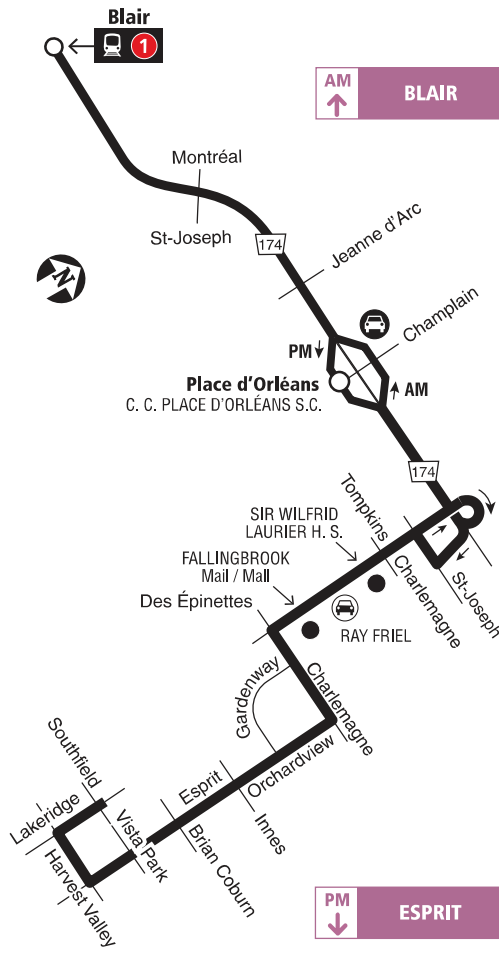 Blair
1
AM
BLAIR
Montréal
St-Joseph
174
Jeanne d'Arc
N
Champlain
PM
Place d'Orléans
C. C. PLACE D'ORLÉANS S.C.
AM
174
Tompkins
SIR WILFRID
LAURIER H. S.
FALLINGBROOK
Mail / Mall
Des Épinettes
Charlemagne
St-Joseph
RAY FRIEL
Gardenway
Charlemagne
Orchardview
Southfield
Esprit
Innes
Lakeridge
Vista Park
Brian Coburn
Harvest Valley
PM
ESPRIT